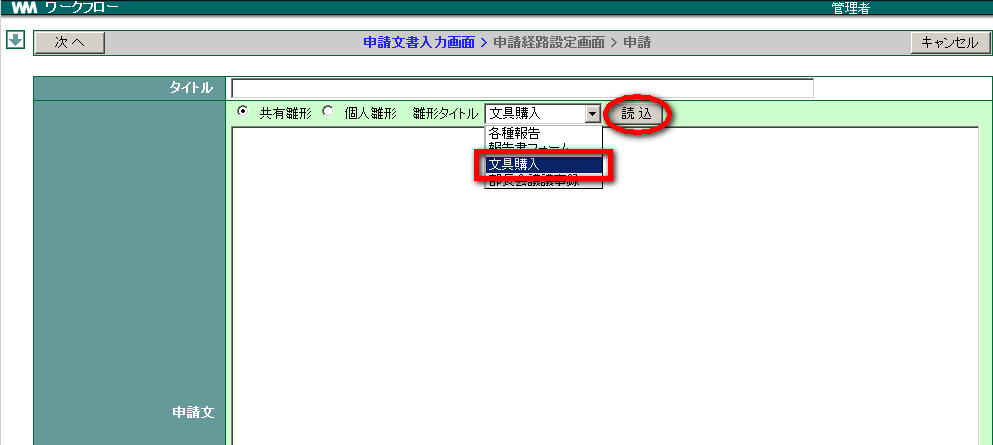 WM ワークフロー 管理者
次 へ 申請文書入力画面 > 申請経路設定画面 > 申請 キャンセル
タイトル
共有雛形 個人雛形 雛形タイトル 文具購入 読 込
各種報告
報告書フォーム
文具購入
部長会議議事録
申請文